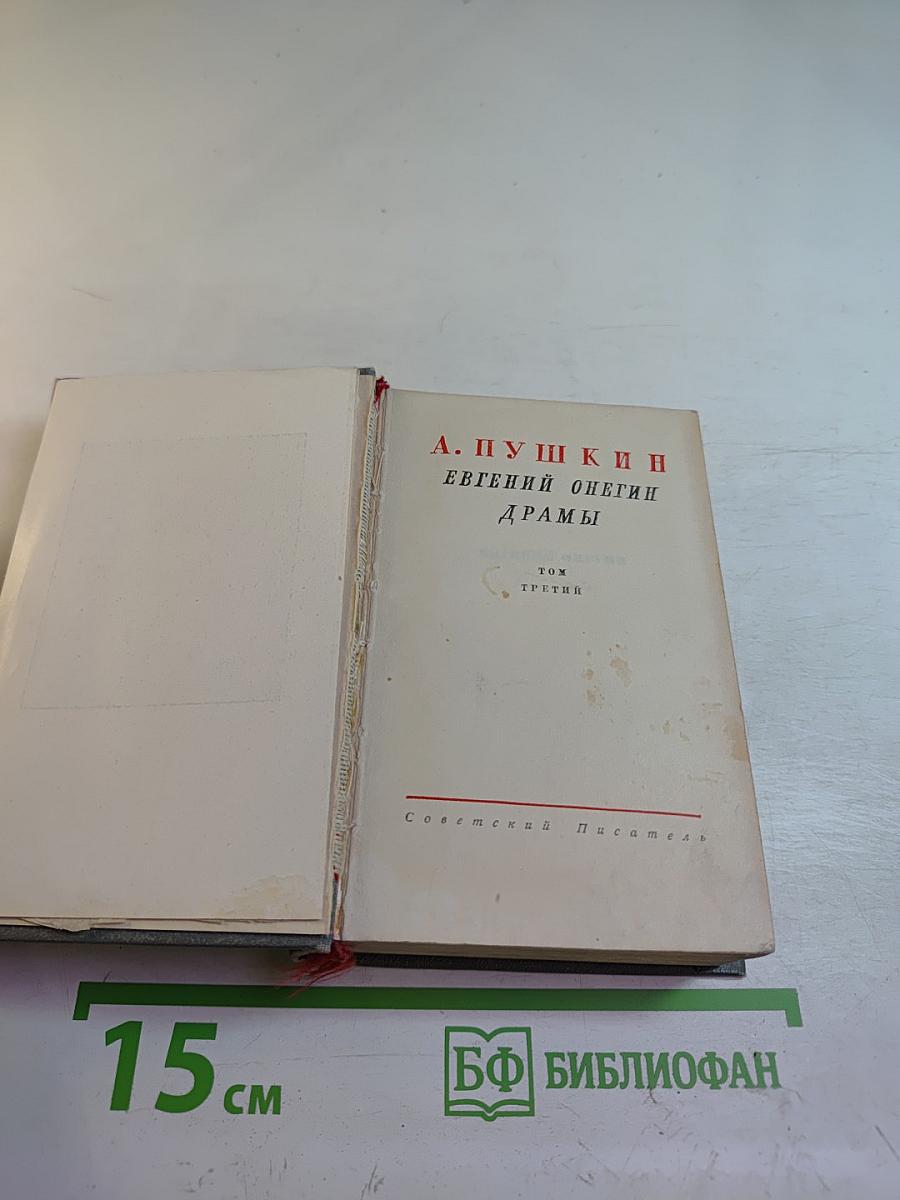 А. ПУШКИН
ЕВГЕНИЙ ОНЕГИН
ДРАМЫ
ТОМ
ТРЕТИЙ
Советский Писатель
15 см
БФ БИБЛИОФАН